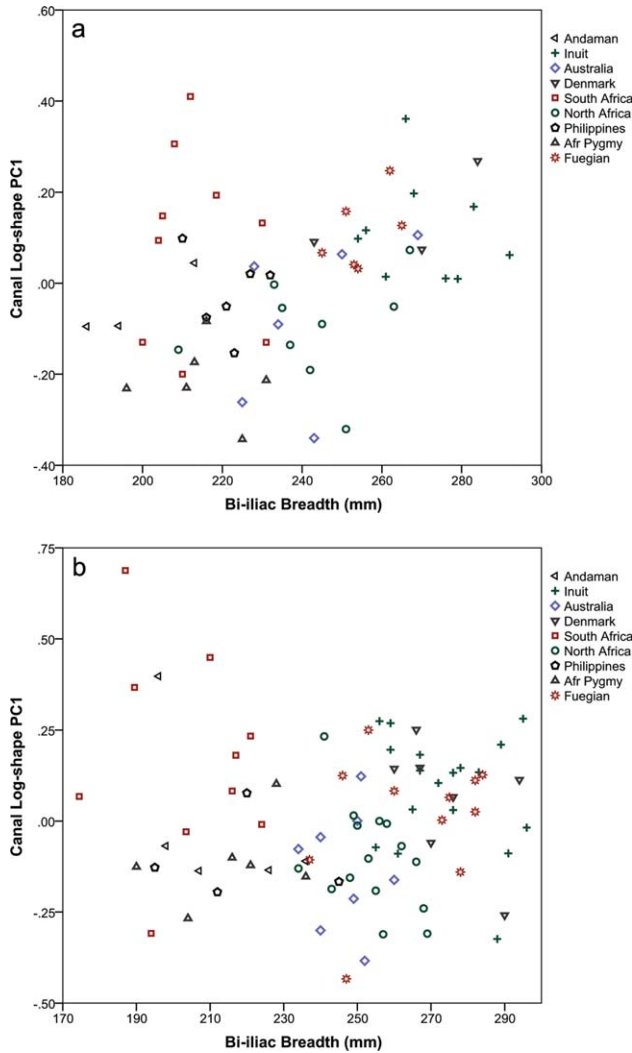 a
.60
.40
.20
.00
-.20
-.40
Canal Log-shape PC1
180 200 220 240 260 280 300
Bi-iliac Breadth (mm)
Andaman
Inuit
Australia
Denmark
South Africa
North Africa
Philippines
Afr Pygmy
Fuegian
b
.75
.50
.25
.00
-.25
-.50
Canal Log-shape PC1
170 190 210 230 250 270 290
Bi-iliac Breadth (mm)
Andaman
Inuit
Australia
Denmark
South Africa
North Africa
Philippines
Afr Pygmy
Fuegian